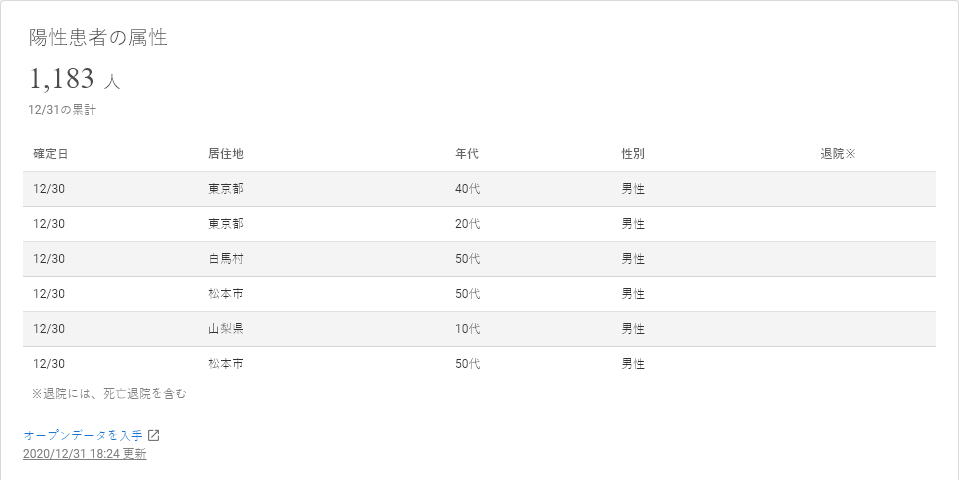 陽性患者の属性
1,183 人
12/31の累計
確定日 居住地 年代 性別 退院※
12/30 東京都 40代 男性
12/30 東京都 20代 男性
12/30 白馬村 50代 男性
12/30 松本市 50代 男性
12/30 山梨県 10代 男性
12/30 松本市 50代 男性
※退院には、死亡退院を含む
オープンデータを入手
2020/12/31 18:24 更新